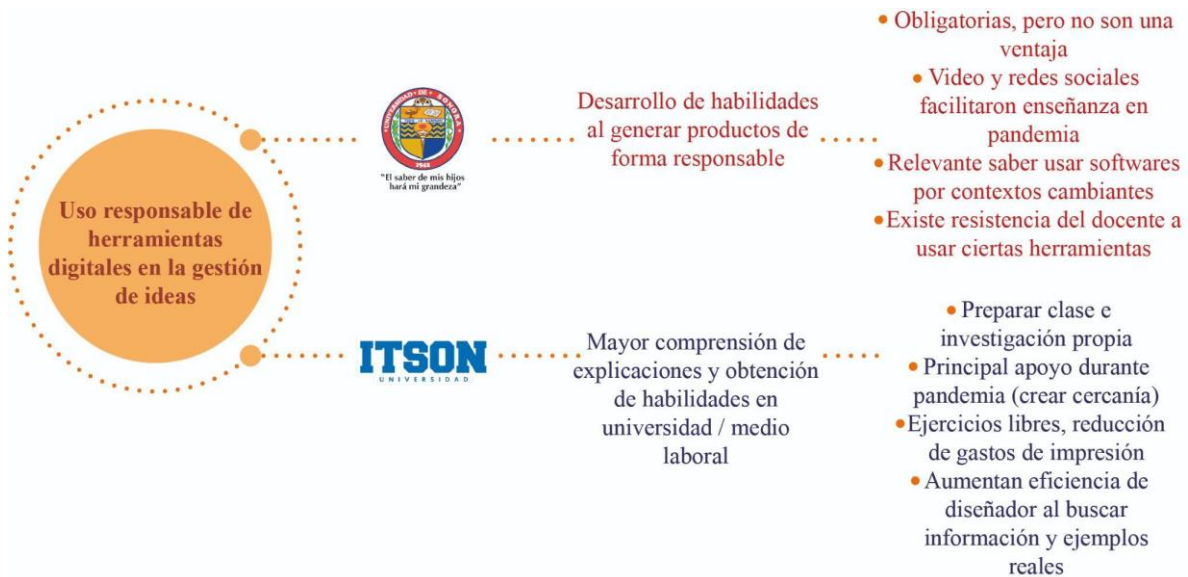 Uso responsable de
herramientas
digitales en la gestión
de ideas
UNIVERSIDAD DE SONORA
1942
"El saber de mis hijos
hará mi grandeza"
Desarrollo de habilidades
al generar productos de
forma responsable
• Obligatorias, pero no son una
ventaja
• Video y redes sociales
facilitaron enseñanza en
pandemia
• Relevante saber usar softwares
por contextos cambiantes
• Existe resistencia del docente a
usar ciertas herramientas
ITSON
UNIVERSIDAD
Mayor comprensión de
explicaciones y obtención
de habilidades en
universidad / medio
laboral
• Preparar clase e
investigación propia
• Principal apoyo durante
pandemia (crear cercanía)
• Ejercicios libres, reducción
de gastos de impresión
• Aumentan eficiencia de
diseñador al buscar
información y ejemplos
reales